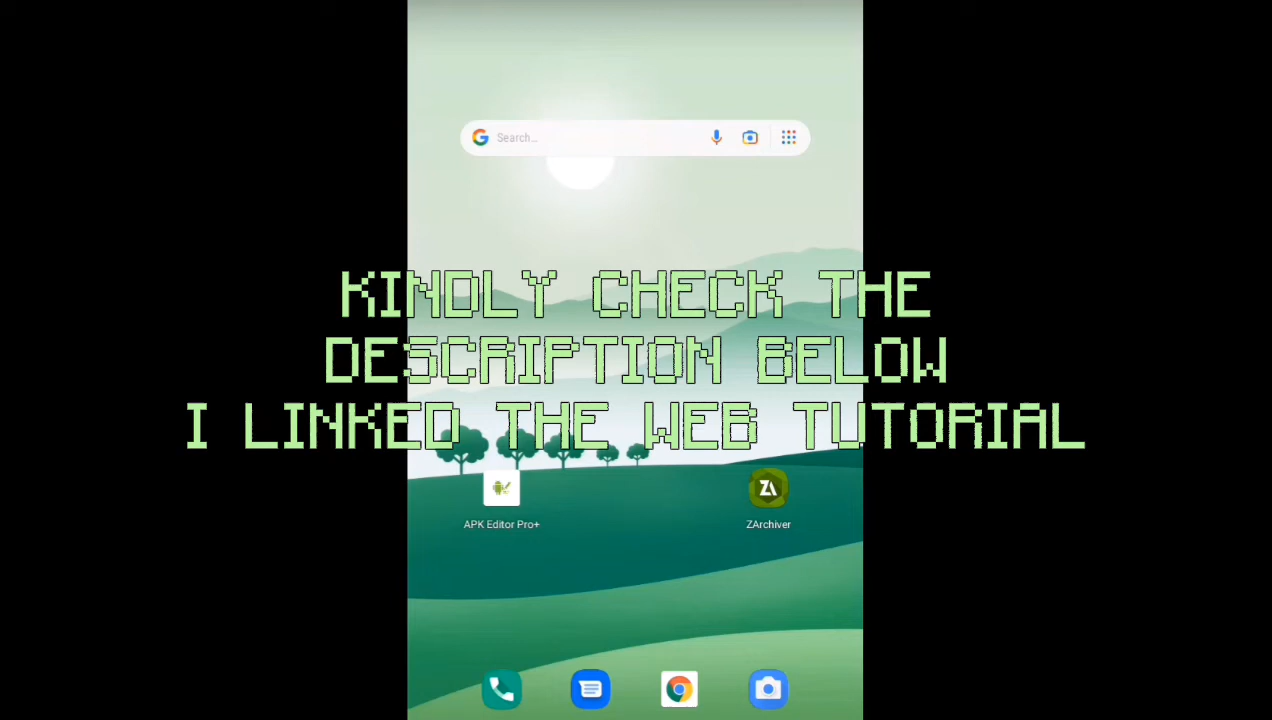 Search...
KINDLY CHECK THE
DESCRIPTION BELOW
I LINKED THE WEB TUTORIAL
APK Editor Pro+
ZArchiver